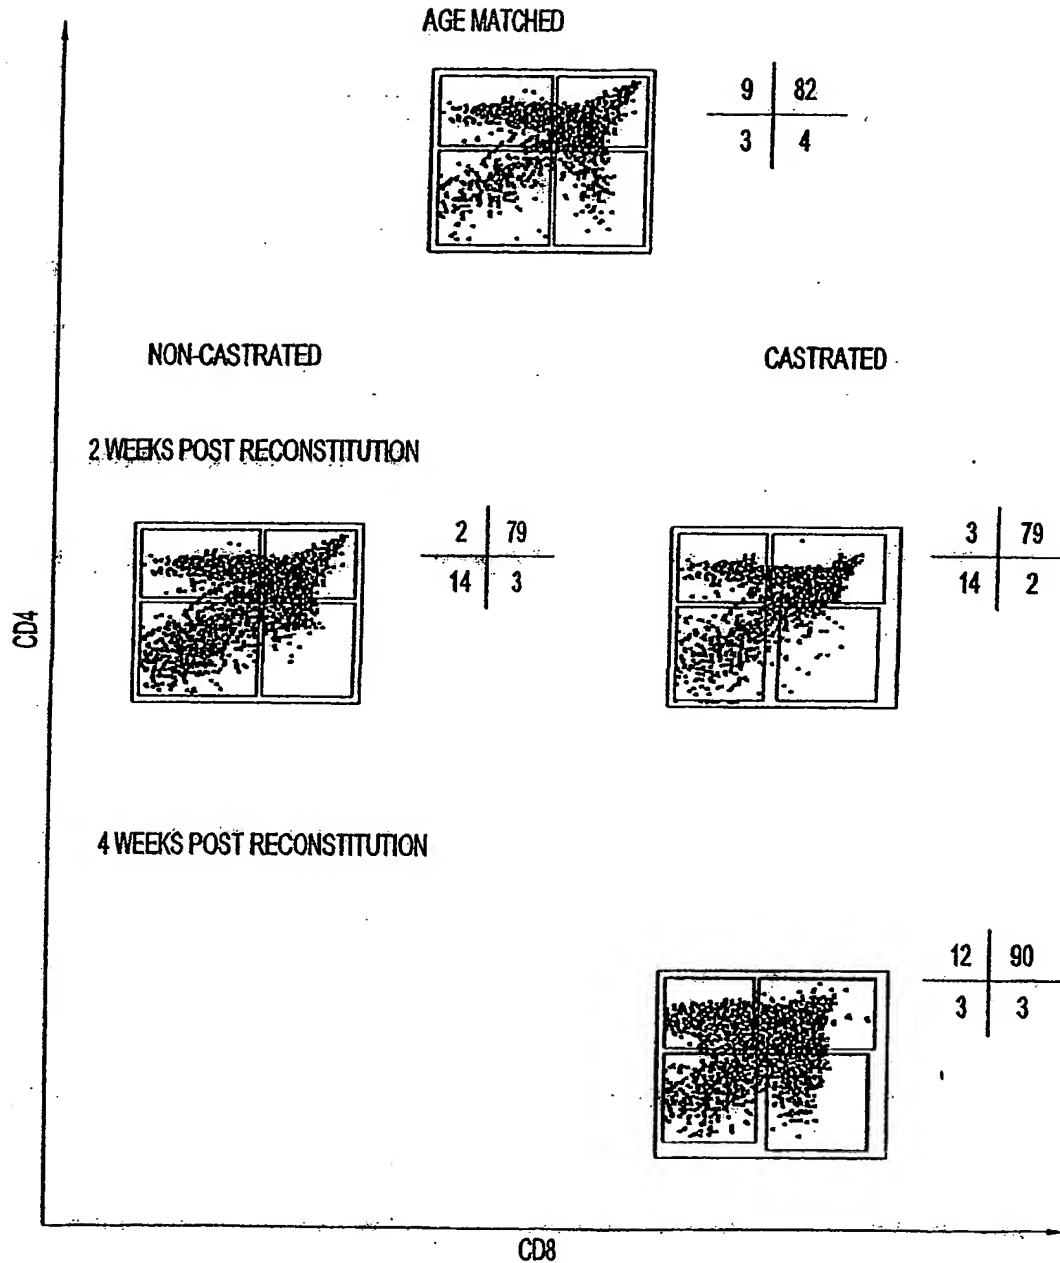 AGE MATCHED
9 82
3 4
NON-CASTRATED
CASTRATED
2 WEEKS POST RECONSTITUTION
2 79
14 3
3 79
14 2
CD4
4 WEEKS POST RECONSTITUTION
12 90
3 3
CD8